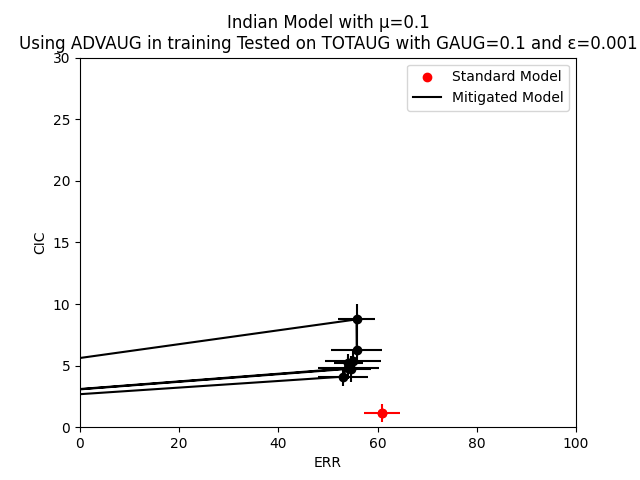 Indian Model with μ=0.1
Using ADVAUG in training Tested on TOTAUG with GAUG=0.1 and ε=0.001
Standard Model
Mitigated Model
30
25
20
15
10
5
0
CIC
0 20 40 60 80 100
ERR